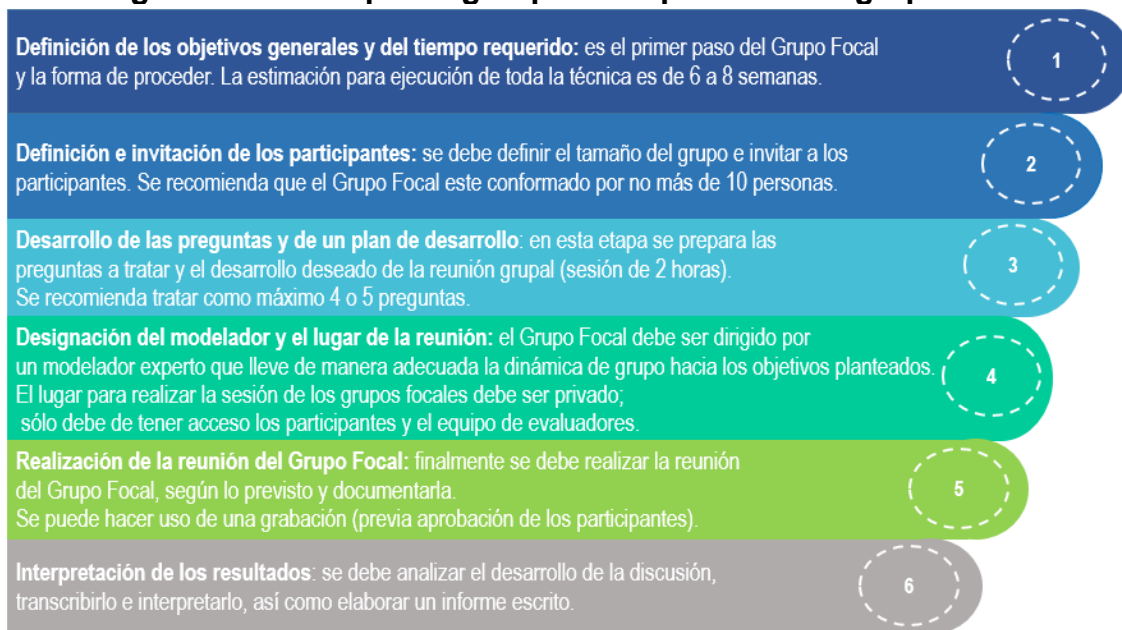 Definición de los objetivos generales y del tiempo requerido: es el primer paso del Grupo Focal
y la forma de proceder. La estimación para ejecución de toda la técnica es de 6 a 8 semanas.
1
Definición e invitación de los participantes: se debe definir el tamaño del grupo e invitar a los
participantes. Se recomienda que el Grupo Focal este conformado por no más de 10 personas.
2
Desarrollo de las preguntas y de un plan de desarrollo: en esta etapa se prepara las
preguntas a tratar y el desarrollo deseado de la reunión grupal (sesión de 2 horas).
Se recomienda tratar como máximo 4 o 5 preguntas.
3
Designación del modelador y el lugar de la reunión: el Grupo Focal debe ser dirigido por
un modelador experto que lleve de manera adecuada la dinámica de grupo hacia los objetivos planteados.
El lugar para realizar la sesión de los grupos focales debe ser privado;
sólo debe de tener acceso los participantes y el equipo de evaluadores.
4
Realización de la reunión del Grupo Focal: finalmente se debe realizar la reunión
del Grupo Focal, según lo previsto y documentarla.
Se puede hacer uso de una grabación (previa aprobación de los participantes).
5
Interpretación de los resultados: se debe analizar el desarrollo de la discusión,
transcribirlo e interpretarlo, así como elaborar un informe escrito.
6